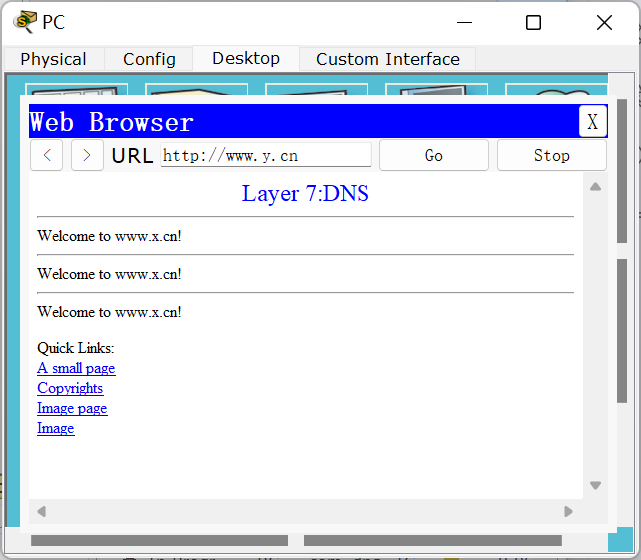 PC
Physical Config Desktop Custom Interface
Web Browser X
< > URL http://www.y.cn Go Stop
Layer 7:DNS
Welcome to www.x.cn!
Welcome to www.x.cn!
Welcome to www.x.cn!
Quick Links:
A small page
Copyrights
Image page
Image